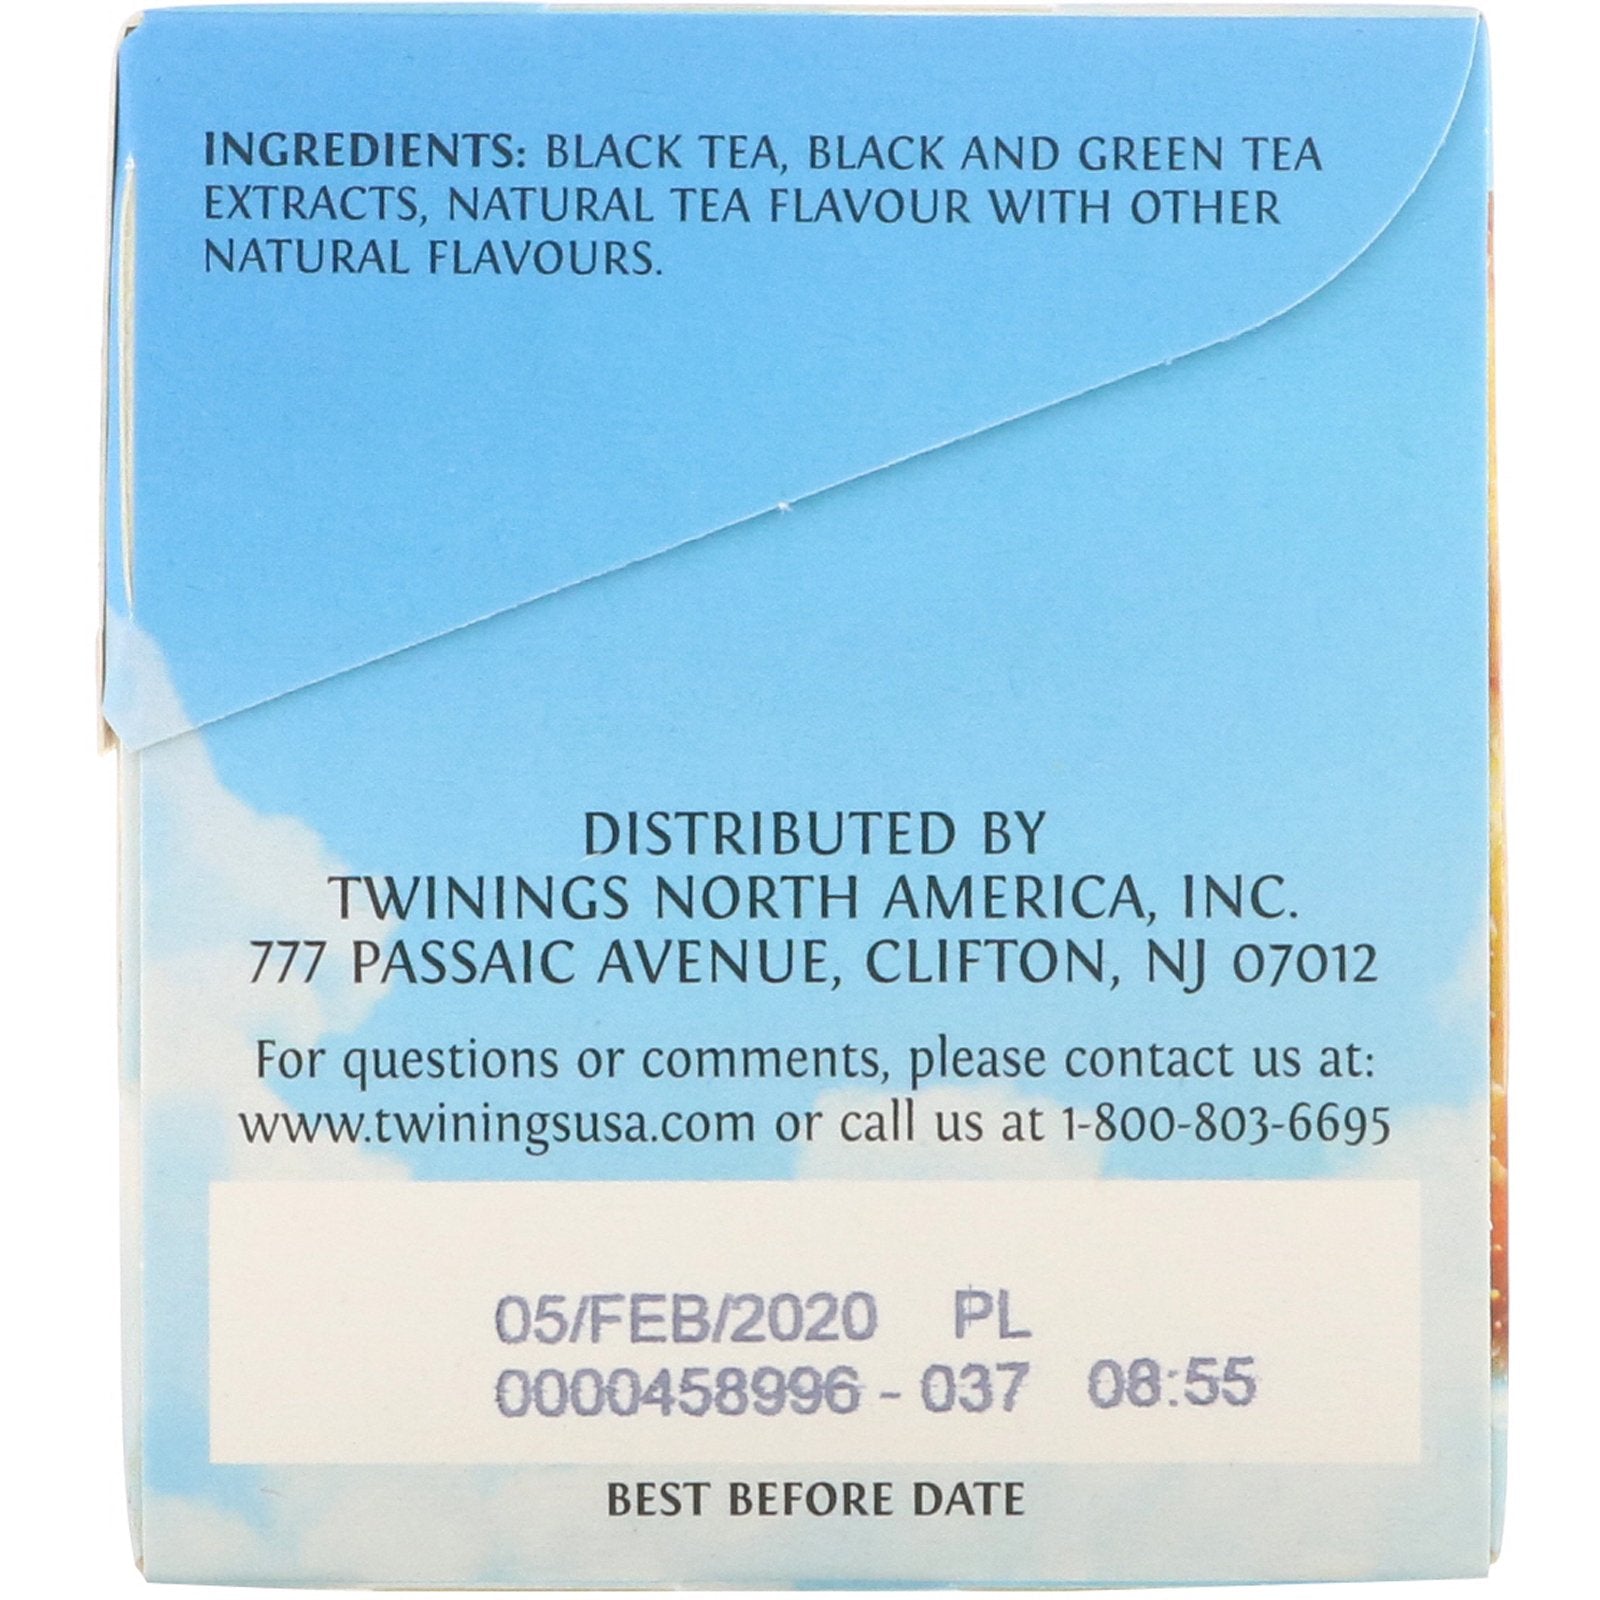 INGREDIENTS: BLACK TEA, BLACK AND GREEN TEA
EXTRACTS, NATURAL TEA FLAVOUR WITH OTHER
NATURAL FLAVOURS.
DISTRIBUTED BY
TWININGS NORTH AMERICA, INC.
777 PASSAIC AVENUE, CLIFTON, NJ 07012
For questions or comments, please contact us at:
www.twiningsusa.com or call us at 1-800-803-6695
05/FEB/2020 PL
0000458996 - 037 08:55
BEST BEFORE DATE